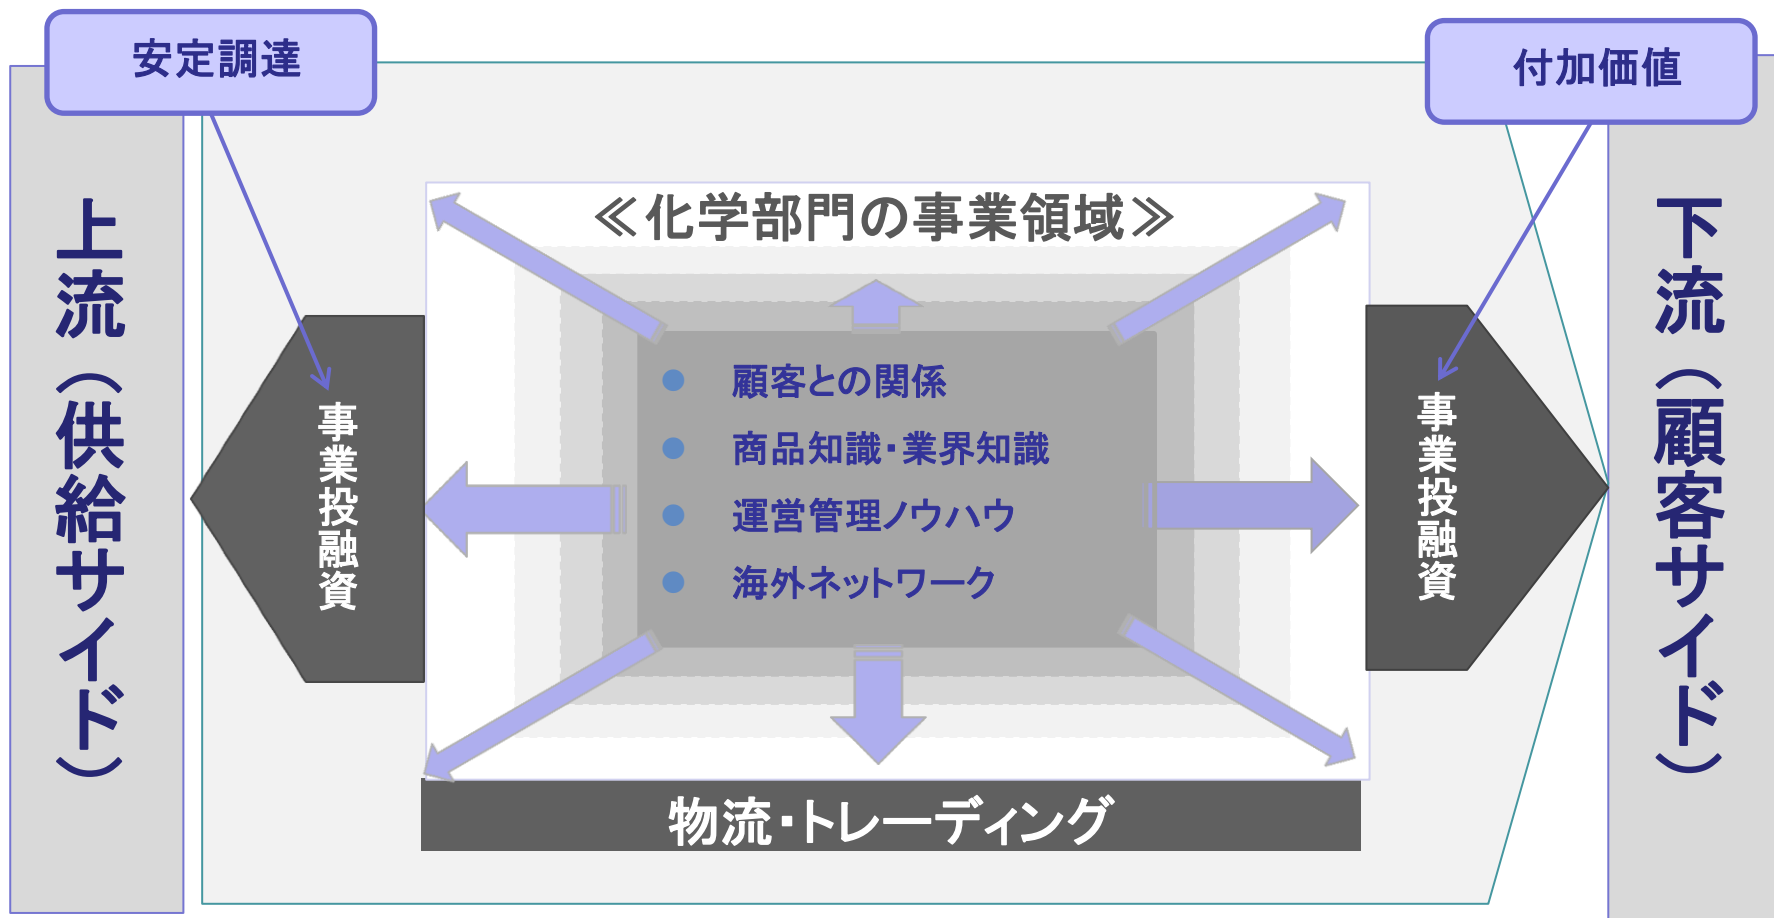 安定調達
付加価値
上流(供給サイド)
≪化学部門の事業領域≫
事業投融資
顧客との関係
商品知識・業界知識
運営管理ノウハウ
海外ネットワーク
事業投融資
下流(顧客サイド)
物流・トレーディング